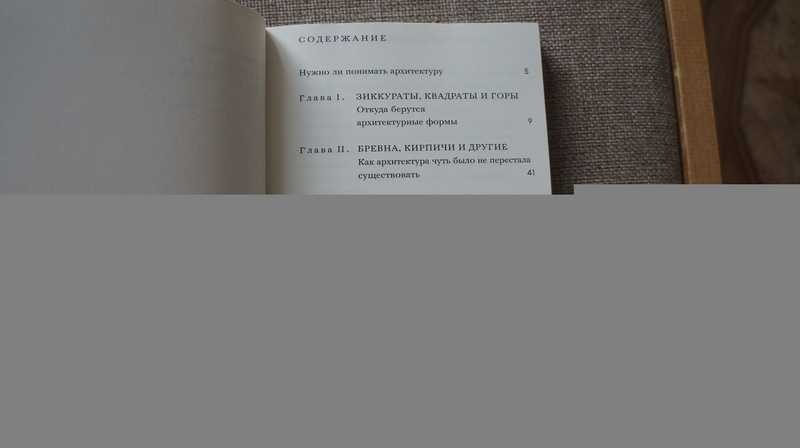 СОДЕРЖАНИЕ
Нужно ли понимать архитектуру 5
Глава I. ЗИККУРАТЫ, КВАДРАТЫ И ГОРЫ
Откуда берутся
архитектурные формы 9
Глава II. БРЕВНА, КИРПИЧИ И ДРУГИЕ
Как архитектура чуть было не перестала
существовать 41